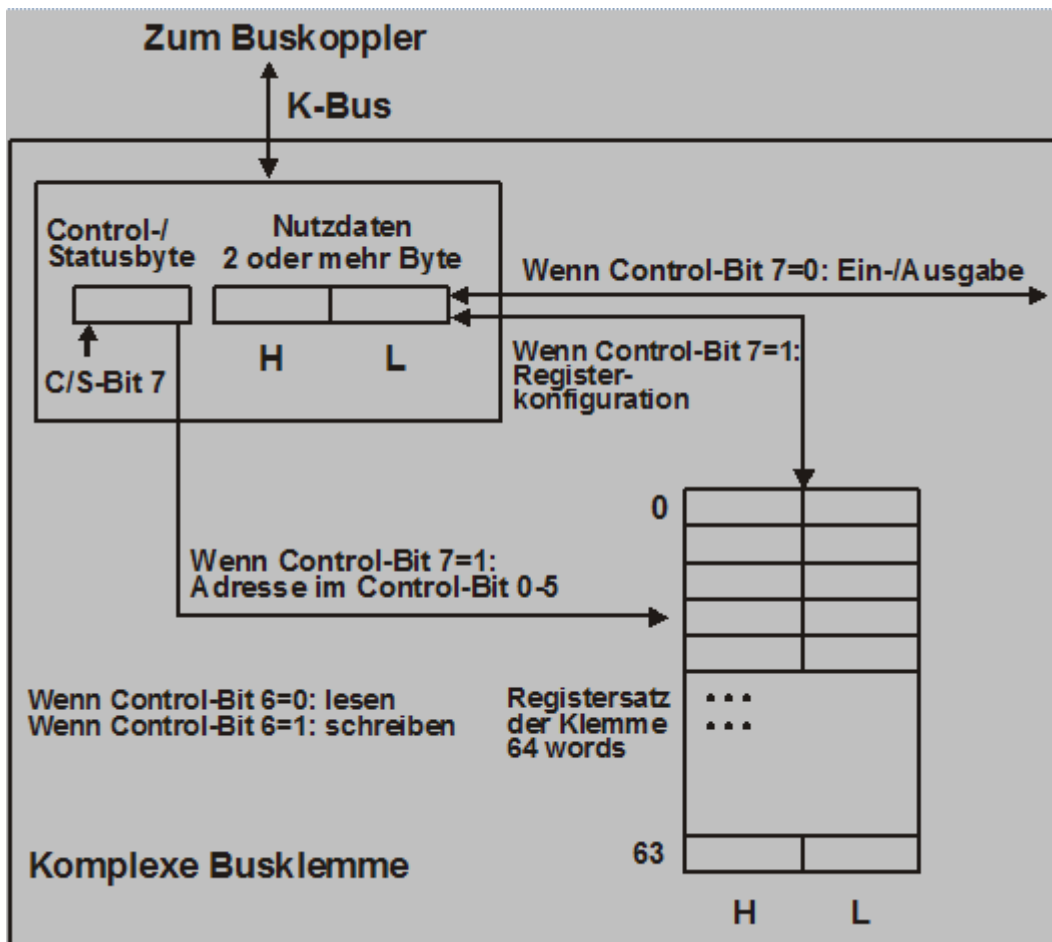 Zum Buskoppler
K-Bus
Control-/
Statusbyte
Nutzdaten
2 oder mehr Byte
Wenn Control-Bit 7=0: Ein-/Ausgabe
H
L
C/S-Bit 7
Wenn Control-Bit 7=1:
Register-
konfiguration
0
Wenn Control-Bit 7=1:
Adresse im Control-Bit 0-5
Wenn Control-Bit 6=0: lesen
Wenn Control-Bit 6=1: schreiben
Registersatz
der Klemme
64 words
63
Komplexe Busklemme
H
L